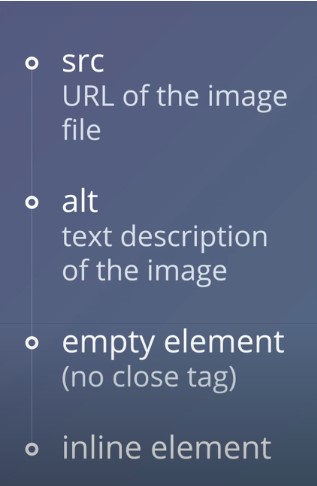 src
URL of the image
file
alt
text description
of the image
empty element
(no close tag)
inline element